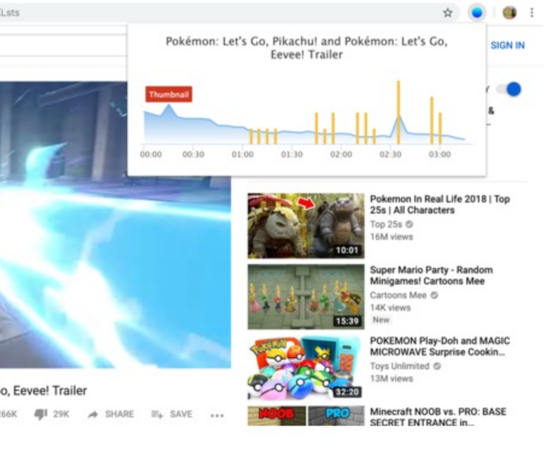 Lsts
Pokémon: Let's Go, Pikachu! and Pokémon: Let's Go,
Eevee! Trailer
SIGN IN
Thumbnail
00:00 00:30 01:00 01:30 02:00 02:30 03:00
Pokemon In Real Life 2018 | Top
25s | All Characters
Top 25s
16M views
10:01
Super Mario Party - Random
Minigames! Cartoons Mee
Cartoons Mee
14K views
New
15:39
POKEMON Play-Doh and MAGIC
MICROWAVE Surprise Cookin...
Toys Unlimited
13M views
32:20
o, Eevee! Trailer
66K 29K SHARE SAVE
NOOB PRO
Minecraft NOOB vs. PRO: BASE
SECRET ENTRANCE in...